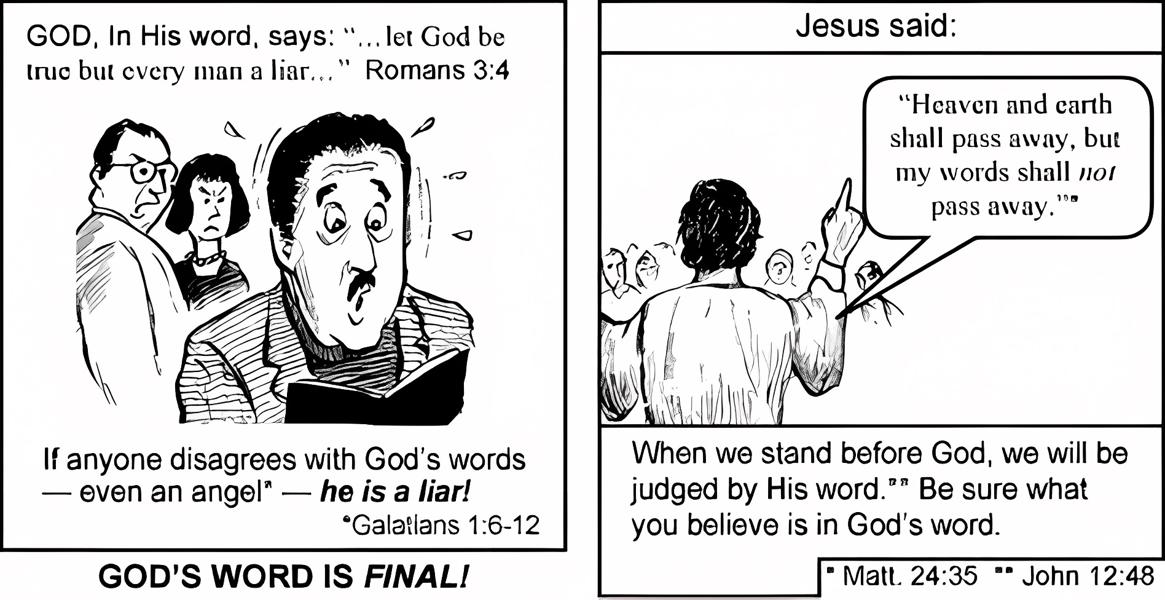 GOD, In His word, says: “...let God be
true but every man a liar...” Romans 3:4
If anyone disagrees with God's words
— even an angel* — he is a liar!
*Galatians 1:6-12
GOD'S WORD IS FINAL!
Jesus said:
“Heaven and earth
shall pass away, but
my words shall not
pass away.”*
When we stand before God, we will be
judged by His word.** Be sure what
you believe is in God's word.
* Matt. 24:35 ** John 12:48